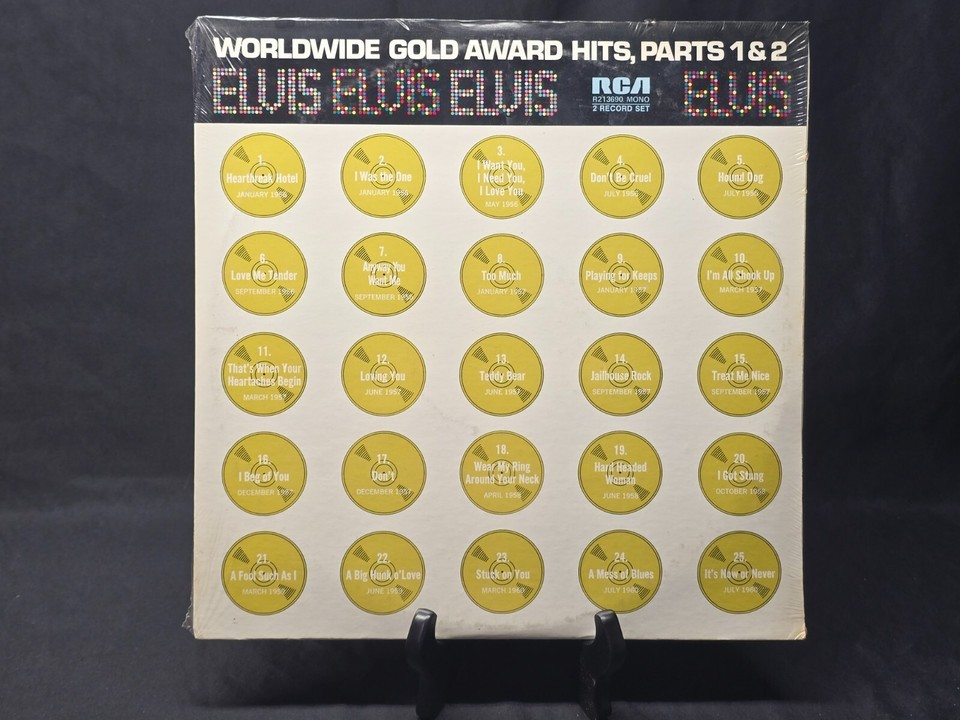 WORLDWIDE GOLD AWARD HITS, PARTS 1 & 2
ELVIS ELVIS ELVIS RCA ELVIS
R213690 MONO
2 RECORD SET
1.
Heartbreak Hotel
JANUARY 1956
2.
I Was the One
JANUARY 1956
3.
I Want You,
I Need You,
I Love You
MAY 1956
4.
Don't Be Cruel
JULY 1956
5.
Hound Dog
JULY 1956
6.
Love Me Tender
SEPTEMBER 1956
7.
Anyway You
Want Me
SEPTEMBER 1956
8.
Too Much
JANUARY 1957
9.
Playing for Keeps
JANUARY 1957
10.
I'm All Shook Up
MARCH 1957
11.
That's When Your
Heartaches Begin
MARCH 1957
12.
Loving You
JUNE 1957
13.
Teddy Bear
JUNE 1957
14.
Jailhouse Rock
SEPTEMBER 1957
15.
Treat Me Nice
SEPTEMBER 1957
16.
I Beg of You
DECEMBER 1957
17.
Don't
DECEMBER 1957
18.
Wear My Ring
Around Your Neck
APRIL 1958
19.
Hard Headed
Woman
JUNE 1958
20.
I Got Stung
OCTOBER 1958
21.
A Fool Such As I
MARCH 1959
22.
A Big Hunk o' Love
JUNE 1959
23.
Stuck on You
MARCH 1960
24.
A Mess of Blues
JULY 1960
25.
It's Now or Never
JULY 1960